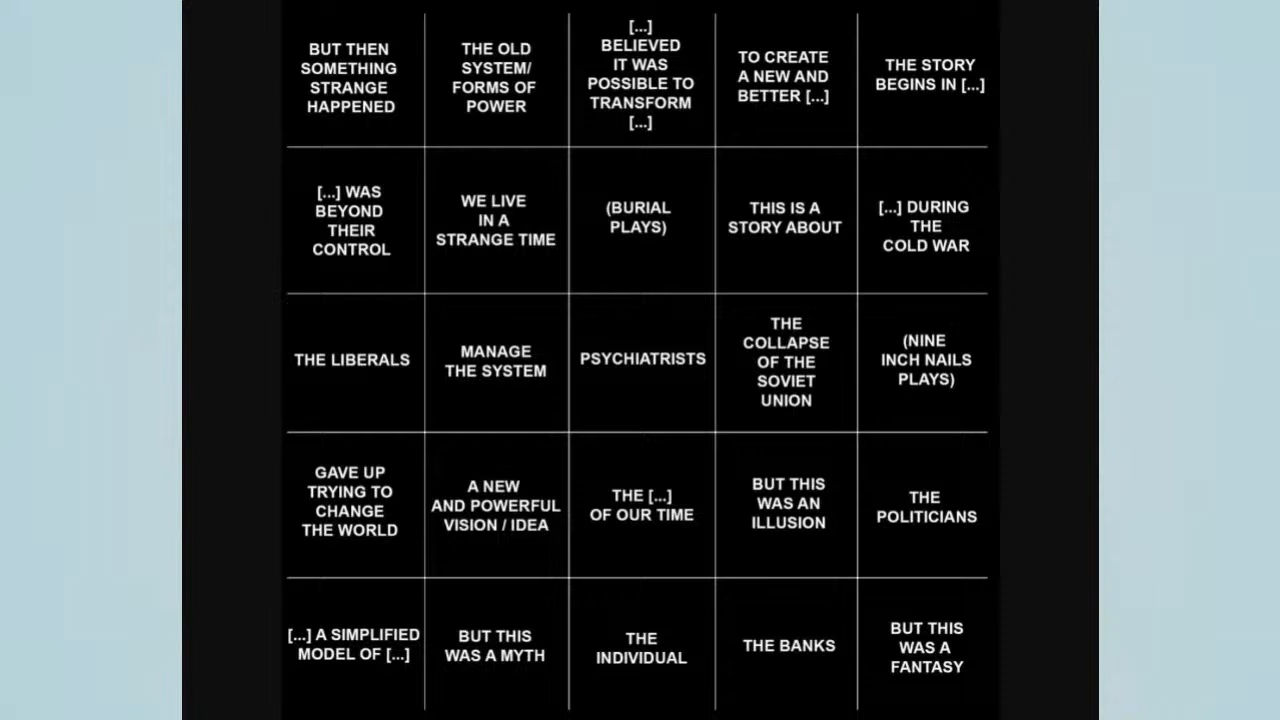 BUT THEN
SOMETHING
STRANGE
HAPPENED
THE OLD
SYSTEM/
FORMS OF
POWER
[...]
BELIEVED
IT WAS
POSSIBLE TO
TRANSFORM
[...]
TO CREATE
A NEW AND
BETTER [...]
THE STORY
BEGINS IN [...]
[...] WAS
BEYOND
THEIR
CONTROL
WE LIVE
IN A
STRANGE TIME
(BURIAL
PLAYS)
THIS IS A
STORY ABOUT
[...] DURING
THE
COLD WAR
THE LIBERALS
MANAGE
THE SYSTEM
PSYCHIATRISTS
THE
COLLAPSE
OF THE
SOVIET
UNION
(NINE
INCH NAILS
PLAYS)
GAVE UP
TRYING TO
CHANGE
THE WORLD
A NEW
AND POWERFUL
VISION / IDEA
THE [...]
OF OUR TIME
BUT THIS
WAS AN
ILLUSION
THE
POLITICIANS
[...] A SIMPLIFIED
MODEL OF [...]
BUT THIS
WAS A MYTH
THE
INDIVIDUAL
THE BANKS
BUT THIS
WAS A
FANTASY